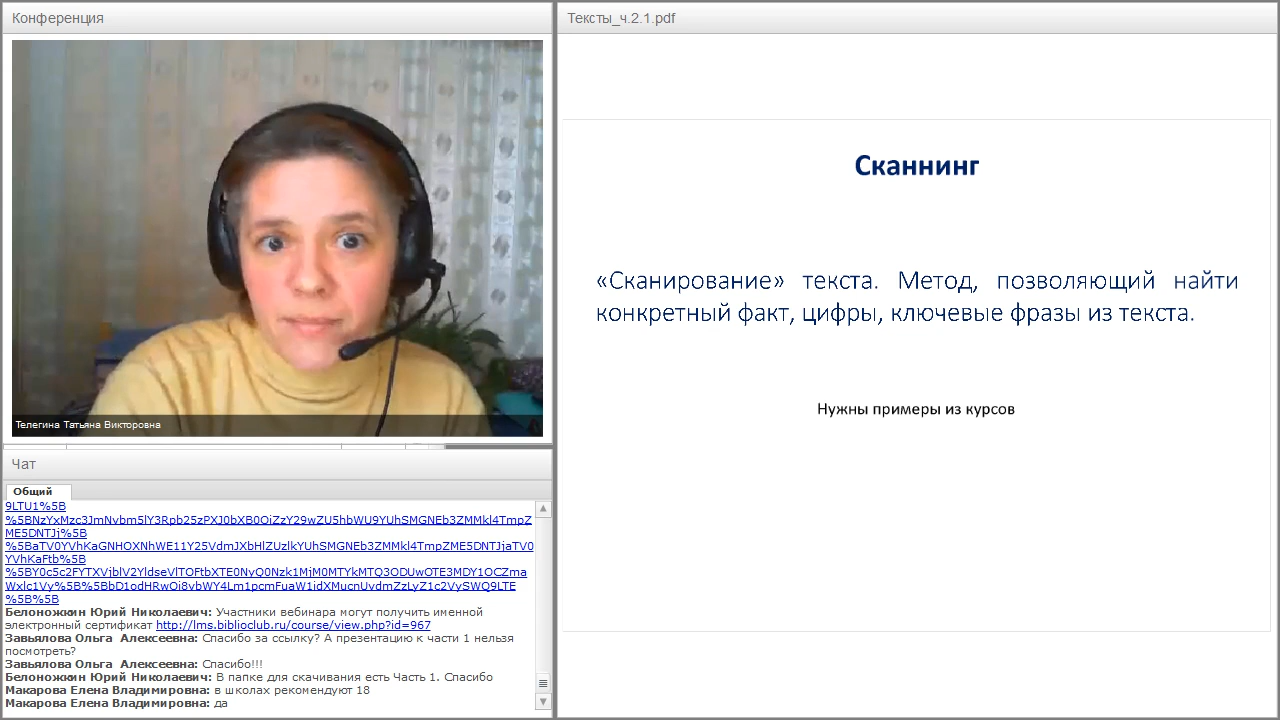 Конференция
Телегина Татьяна Викторовна
Чат
Общий
9LTU1%5B
%5BNzYxMzc3JmNvbm5lY3Rpb25zPXJ0bXB0OiZzY29wZU5hbWU9YUhSMGNEb3ZMMkl4TmpZ
ME5DNTJj%5B
%5BaTV0YVhKaGNHOXNhWE11Y25VdmJXbHlZUzlkYUhSMGNEb3ZMMkl4TmpZME5DNTJjaTV0
YVhKaFtb%5B
%5BY0c5c2FYTXVjblV2YldseVlTOFtbXTE0NyQ0Nzk1MjM0MTYkMTQ3ODUwOTE3MDY1OCZma
Wxlc1Vy%5B%5BbD1odHRwOi8vbWY4Lm1pcmFuaW1idXMucnUvdmZzLyZ1c2VySWQ9LTE
%5B%5B
Белоножкин Юрий Николаевич: Участники вебинара могут получить именной
электронный сертификат http://lms.biblioclub.ru/course/view.php?id=967
Завьялова Ольга Алексеевна: Спасибо за ссылку? А презентацию к части 1 нельзя
посмотреть?
Завьялова Ольга Алексеевна: Спасибо!!!
Белоножкин Юрий Николаевич: В папке для скачивания есть Часть 1. Спасибо
Макарова Елена Владимировна: в школах рекомендуют 18
Макарова Елена Владимировна: да
Тексты_ч.2.1.pdf
Сканнинг
«Сканирование» текста. Метод, позволяющий найти
конкретный факт, цифры, ключевые фразы из текста.
Нужны примеры из курсов